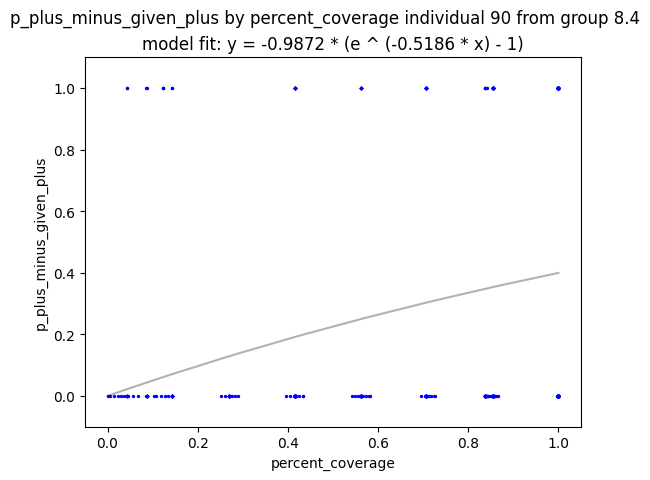 p_plus_minus_given_plus by percent_coverage individual 90 from group 8.4
model fit: y = -0.9872 * (e ^ (-0.5186 * x) - 1)
1.0
0.8
0.6
0.4
0.2
0.0
p_plus_minus_given_plus
0.0 0.2 0.4 0.6 0.8 1.0
percent_coverage